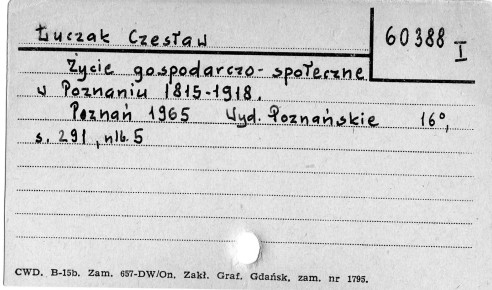 Łuczak Czesław
60388 I
Życie gospodarczo-społeczne
w Poznaniu 1815-1918.
Poznań 1965 Wyd. Poznańskie 16°,
s. 291, nlb. 5
CWD. B-15b. Zam. 657-DW/On. Zakł. Graf. Gdańsk, zam. nr 1795.